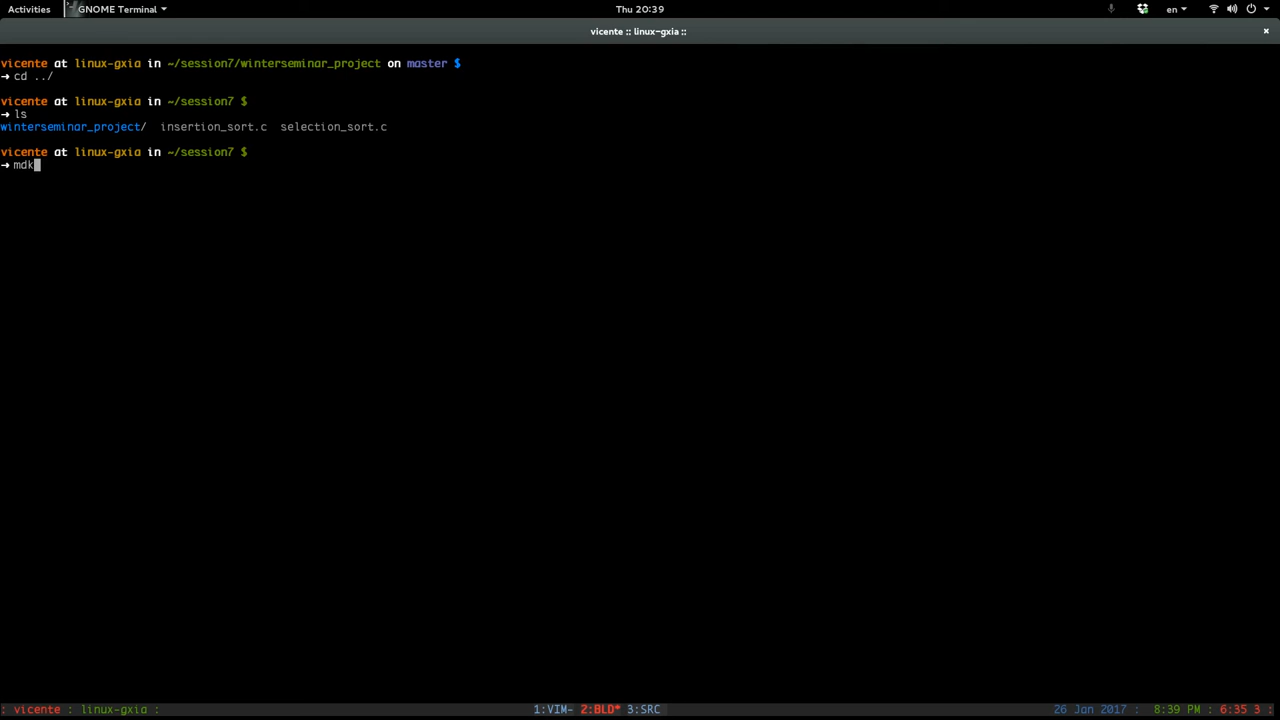 Activities GNOME Terminal Thu 20:39 en
vicente :: linux-gxia ::
vicente at linux-gxia in ~/session7/winterseminar_project on master $
➜ cd ../
vicente at linux-gxia in ~/session7 $
➜ ls
winterseminar_project/ insertion_sort.c selection_sort.c
vicente at linux-gxia in ~/session7 $
➜ mdk
: vicente : linux-gxia : 1:VIM- 2:BLD* 3:SRC 26 Jan 2017 : 8:39 PM : 6:35 3 :